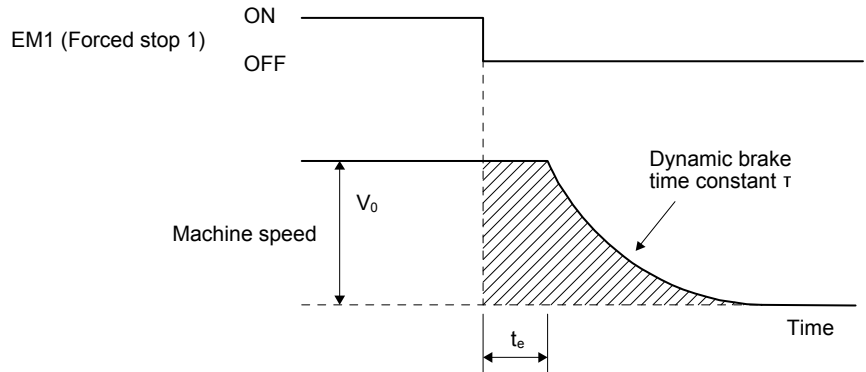 ON
EM1 (Forced stop 1)
OFF
Dynamic brake
time constant τ
V₀
Machine speed
Time
tₑ